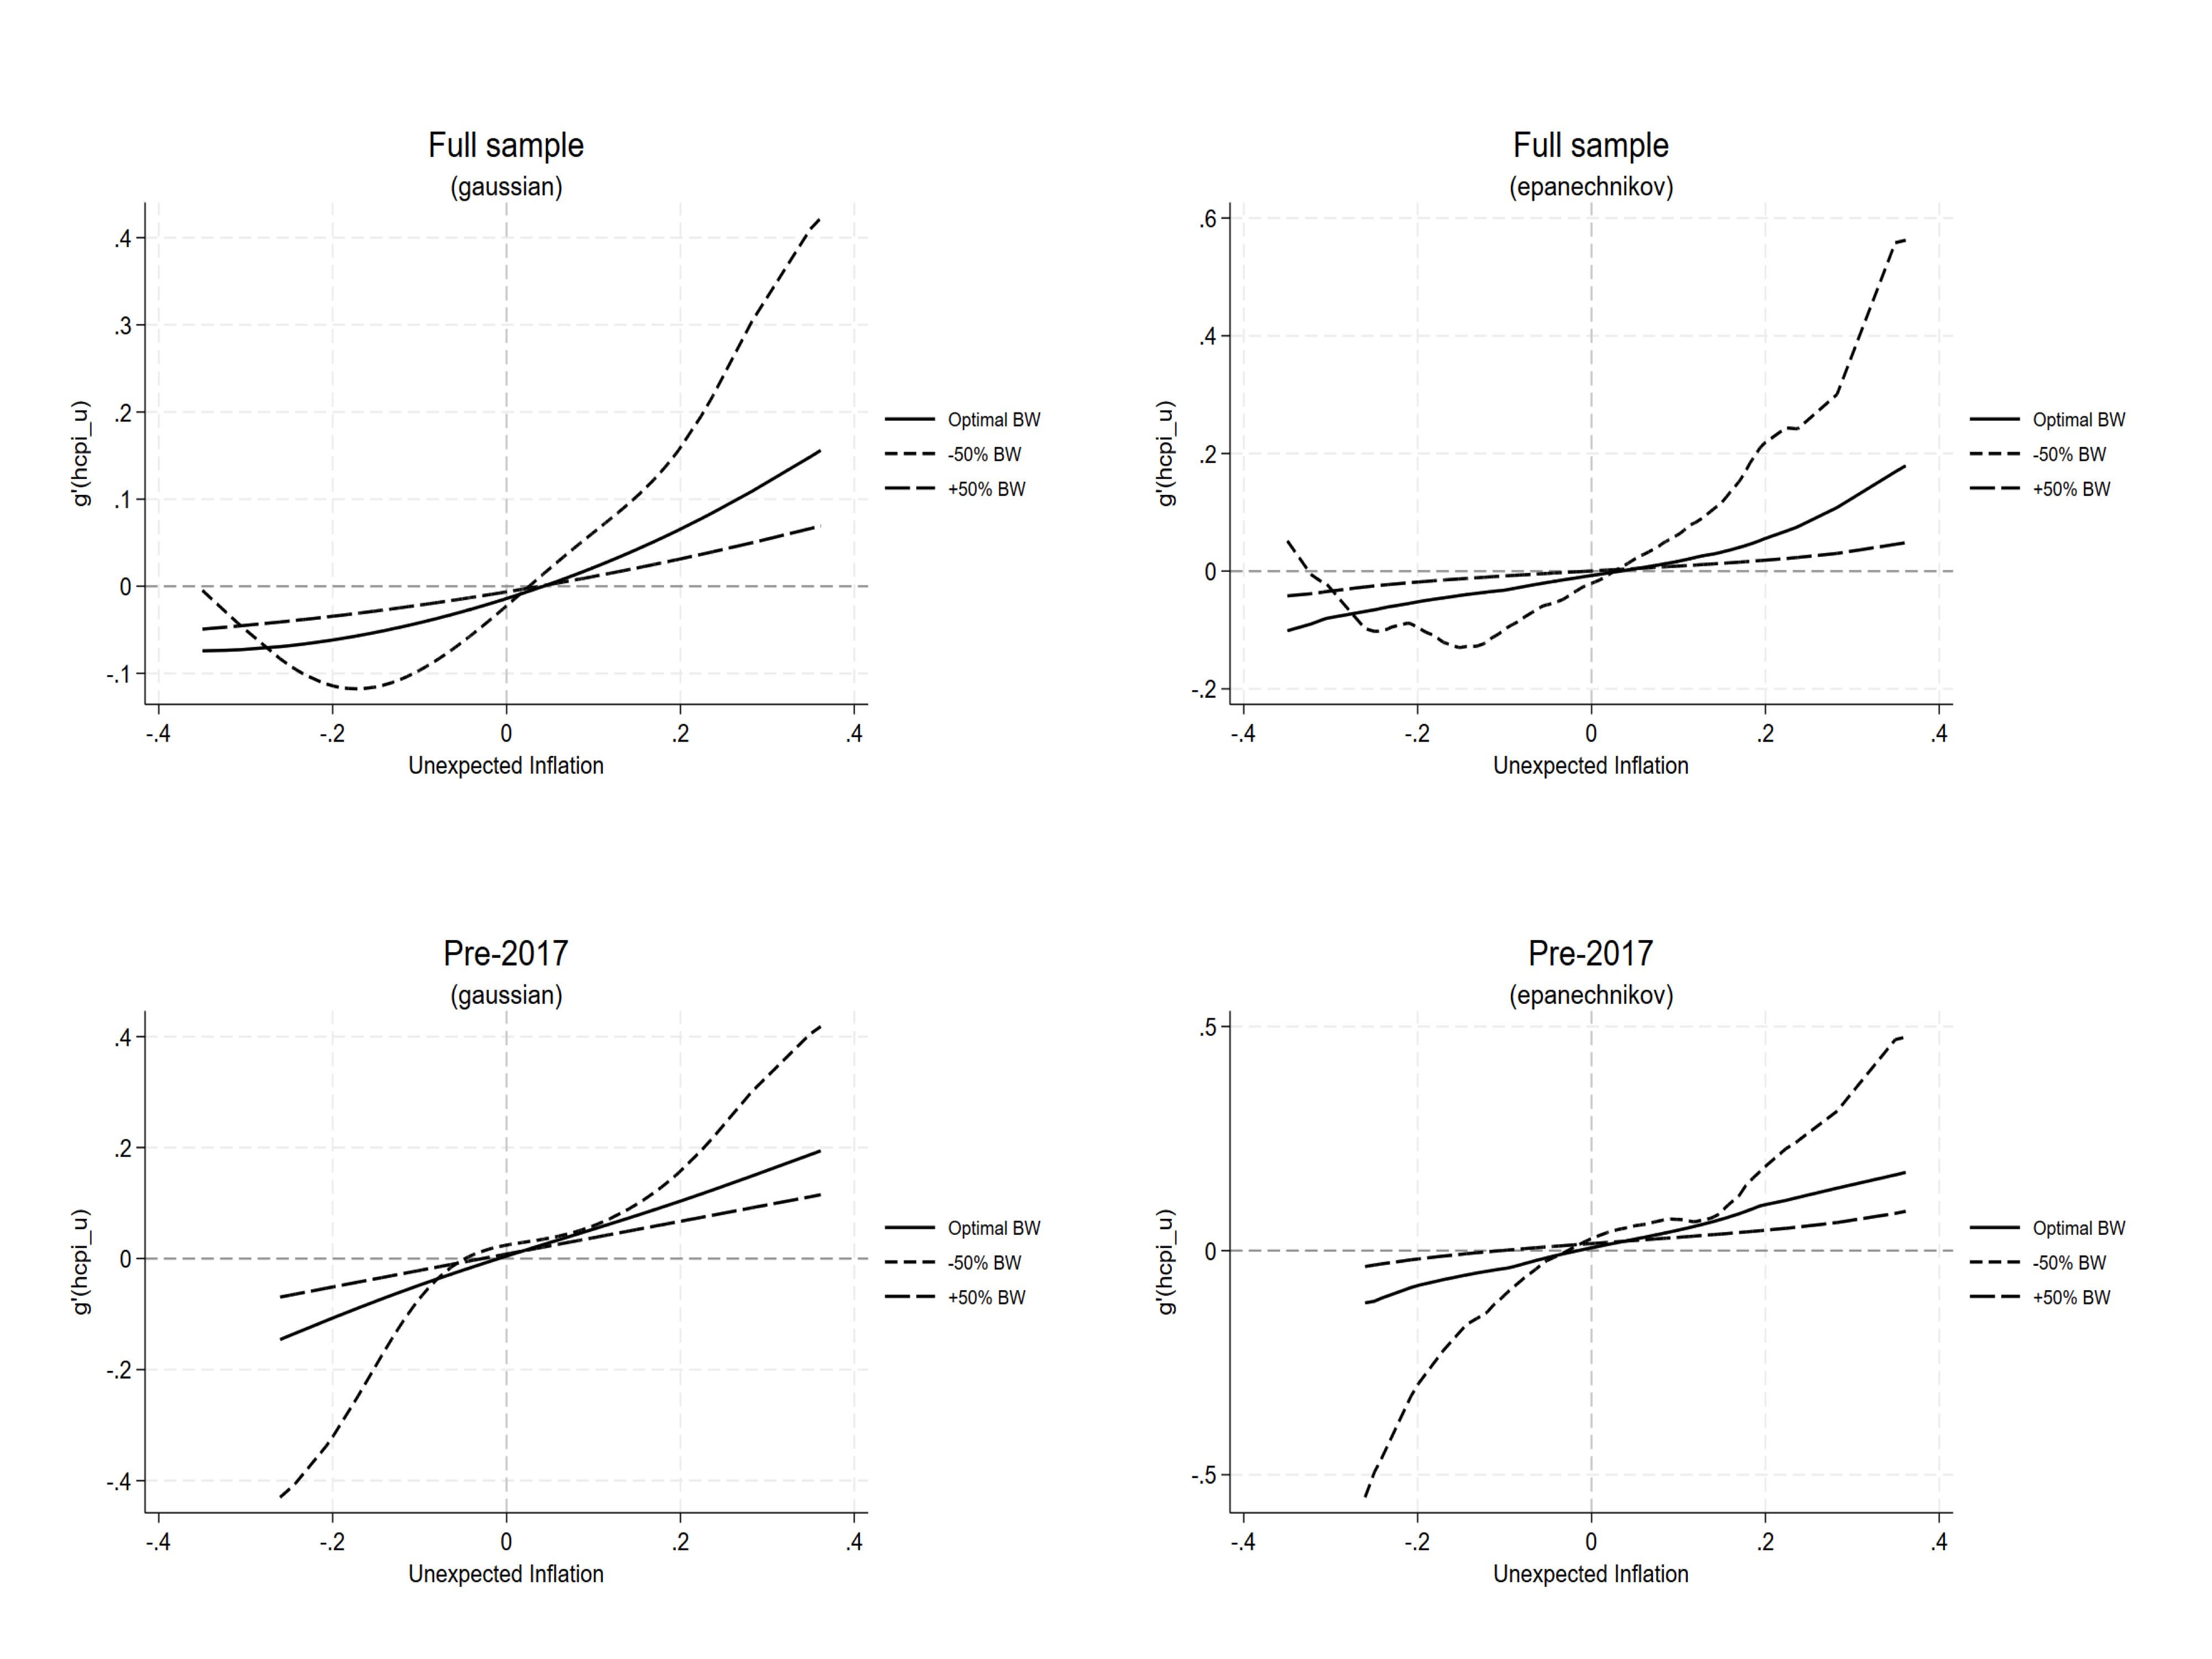 Full sample
(gaussian)
.4
.3
.2
.1
0
-.1
g'(hcpi_u)
-.4
-.2
0
.2
.4
Unexpected Inflation
Optimal BW
-50% BW
+50% BW
Full sample
(epanechnikov)
.6
.4
.2
0
-.2
g'(hcpi_u)
-.4
-.2
0
.2
.4
Unexpected Inflation
Optimal BW
-50% BW
+50% BW
Pre-2017
(gaussian)
.4
.2
0
-.2
-.4
g'(hcpi_u)
-.4
-.2
0
.2
.4
Unexpected Inflation
Optimal BW
-50% BW
+50% BW
Pre-2017
(epanechnikov)
.5
0
-.5
g'(hcpi_u)
-.4
-.2
0
.2
.4
Unexpected Inflation
Optimal BW
-50% BW
+50% BW